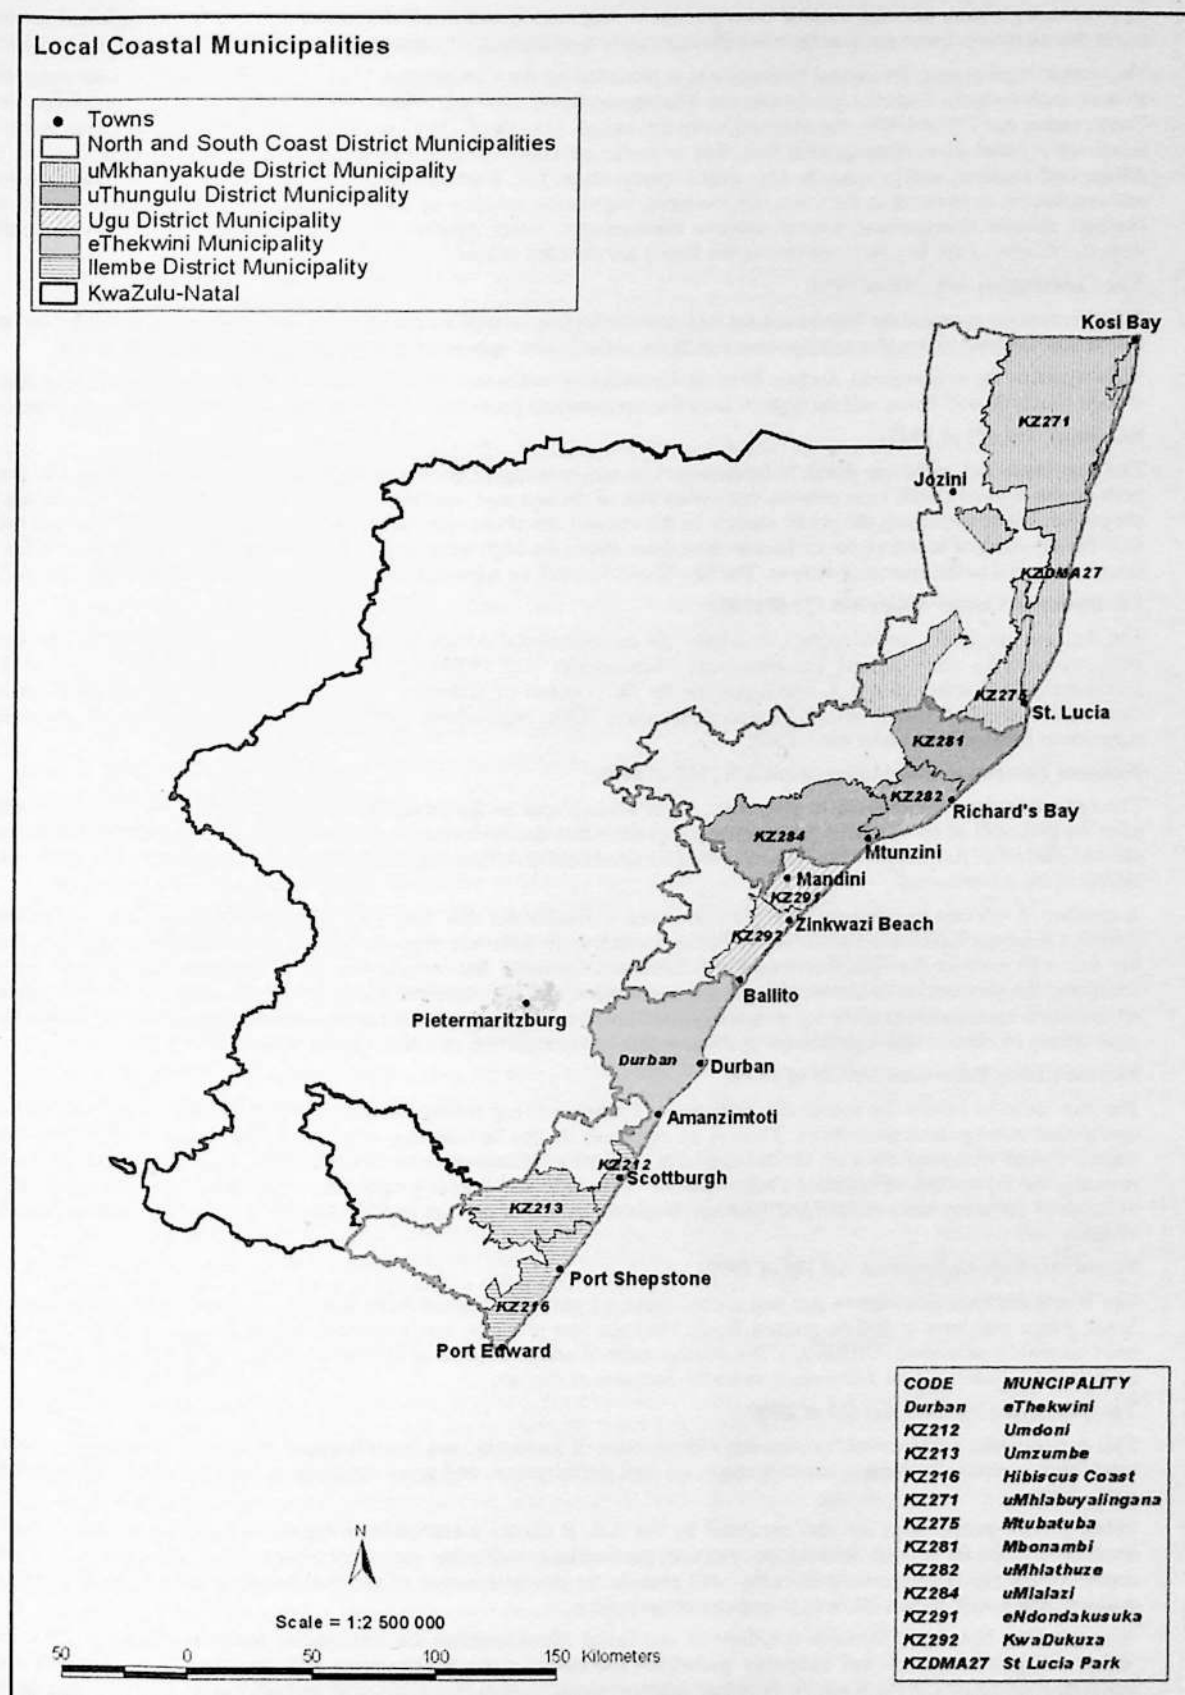 Local Coastal Municipalities
Towns
North and South Coast District Municipalities
uMkhanyakude District Municipality
uThungulu District Municipality
Ugu District Municipality
eThekwini Municipality
Ilembe District Municipality
KwaZulu-Natal
Kosi Bay
KZ271
Jozini
KZDMA27
KZ275
St. Lucia
KZ281
KZ282
Richard's Bay
KZ284
Mtunzini
Mandini
KZ291
Zinkwazi Beach
KZ292
Ballito
Pietermaritzburg
Durban
Durban
Amanzimtoti
KZ212
Scottburgh
KZ213
Port Shepstone
KZ216
Port Edward
CODE MUNCIPALITY
Durban eThekwini
KZ212 Umdoni
KZ213 Umzumbe
KZ216 Hibiscus Coast
KZ271 uMhlabuyalingana
KZ275 Mtubatuba
KZ281 Mbonambi
KZ282 uMhlathuze
KZ284 uMlalazi
KZ291 eNdondakusuka
KZ292 KwaDukuza
KZDMA27 St Lucia Park
N
Scale = 1:2 500 000
50 0 50 100 150 Kilometers